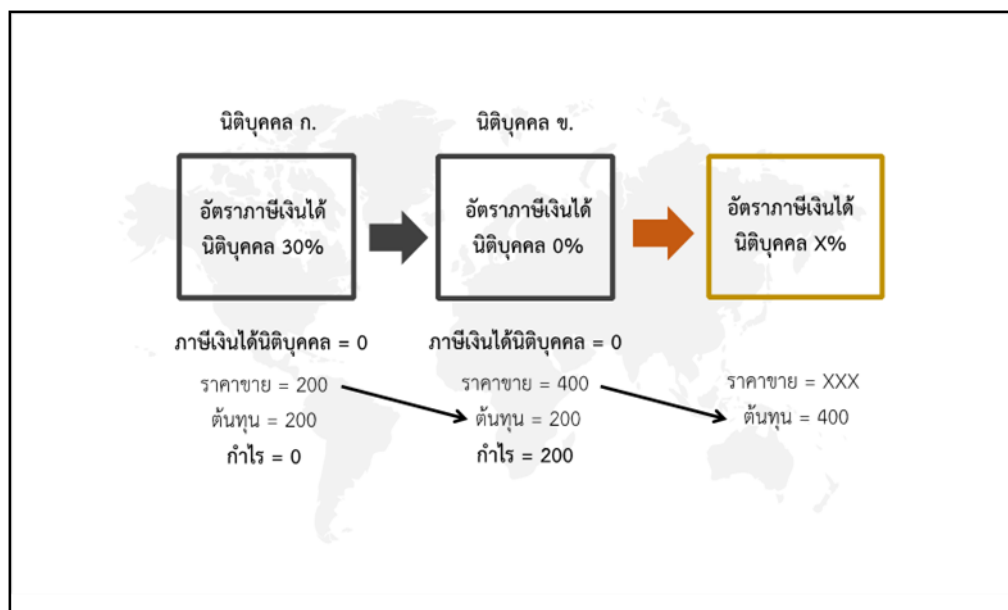 นิติบุคคล ก.
นิติบุคคล ข.
อัตราภาษีเงินได้
นิติบุคคล 30%
อัตราภาษีเงินได้
นิติบุคคล 0%
อัตราภาษีเงินได้
นิติบุคคล X%
ภาษีเงินได้นิติบุคคล = 0
ราคาขาย = 200
ต้นทุน = 200
กำไร = 0
ภาษีเงินได้นิติบุคคล = 0
ราคาขาย = 400
ต้นทุน = 200
กำไร = 200
ราคาขาย = XXX
ต้นทุน = 400